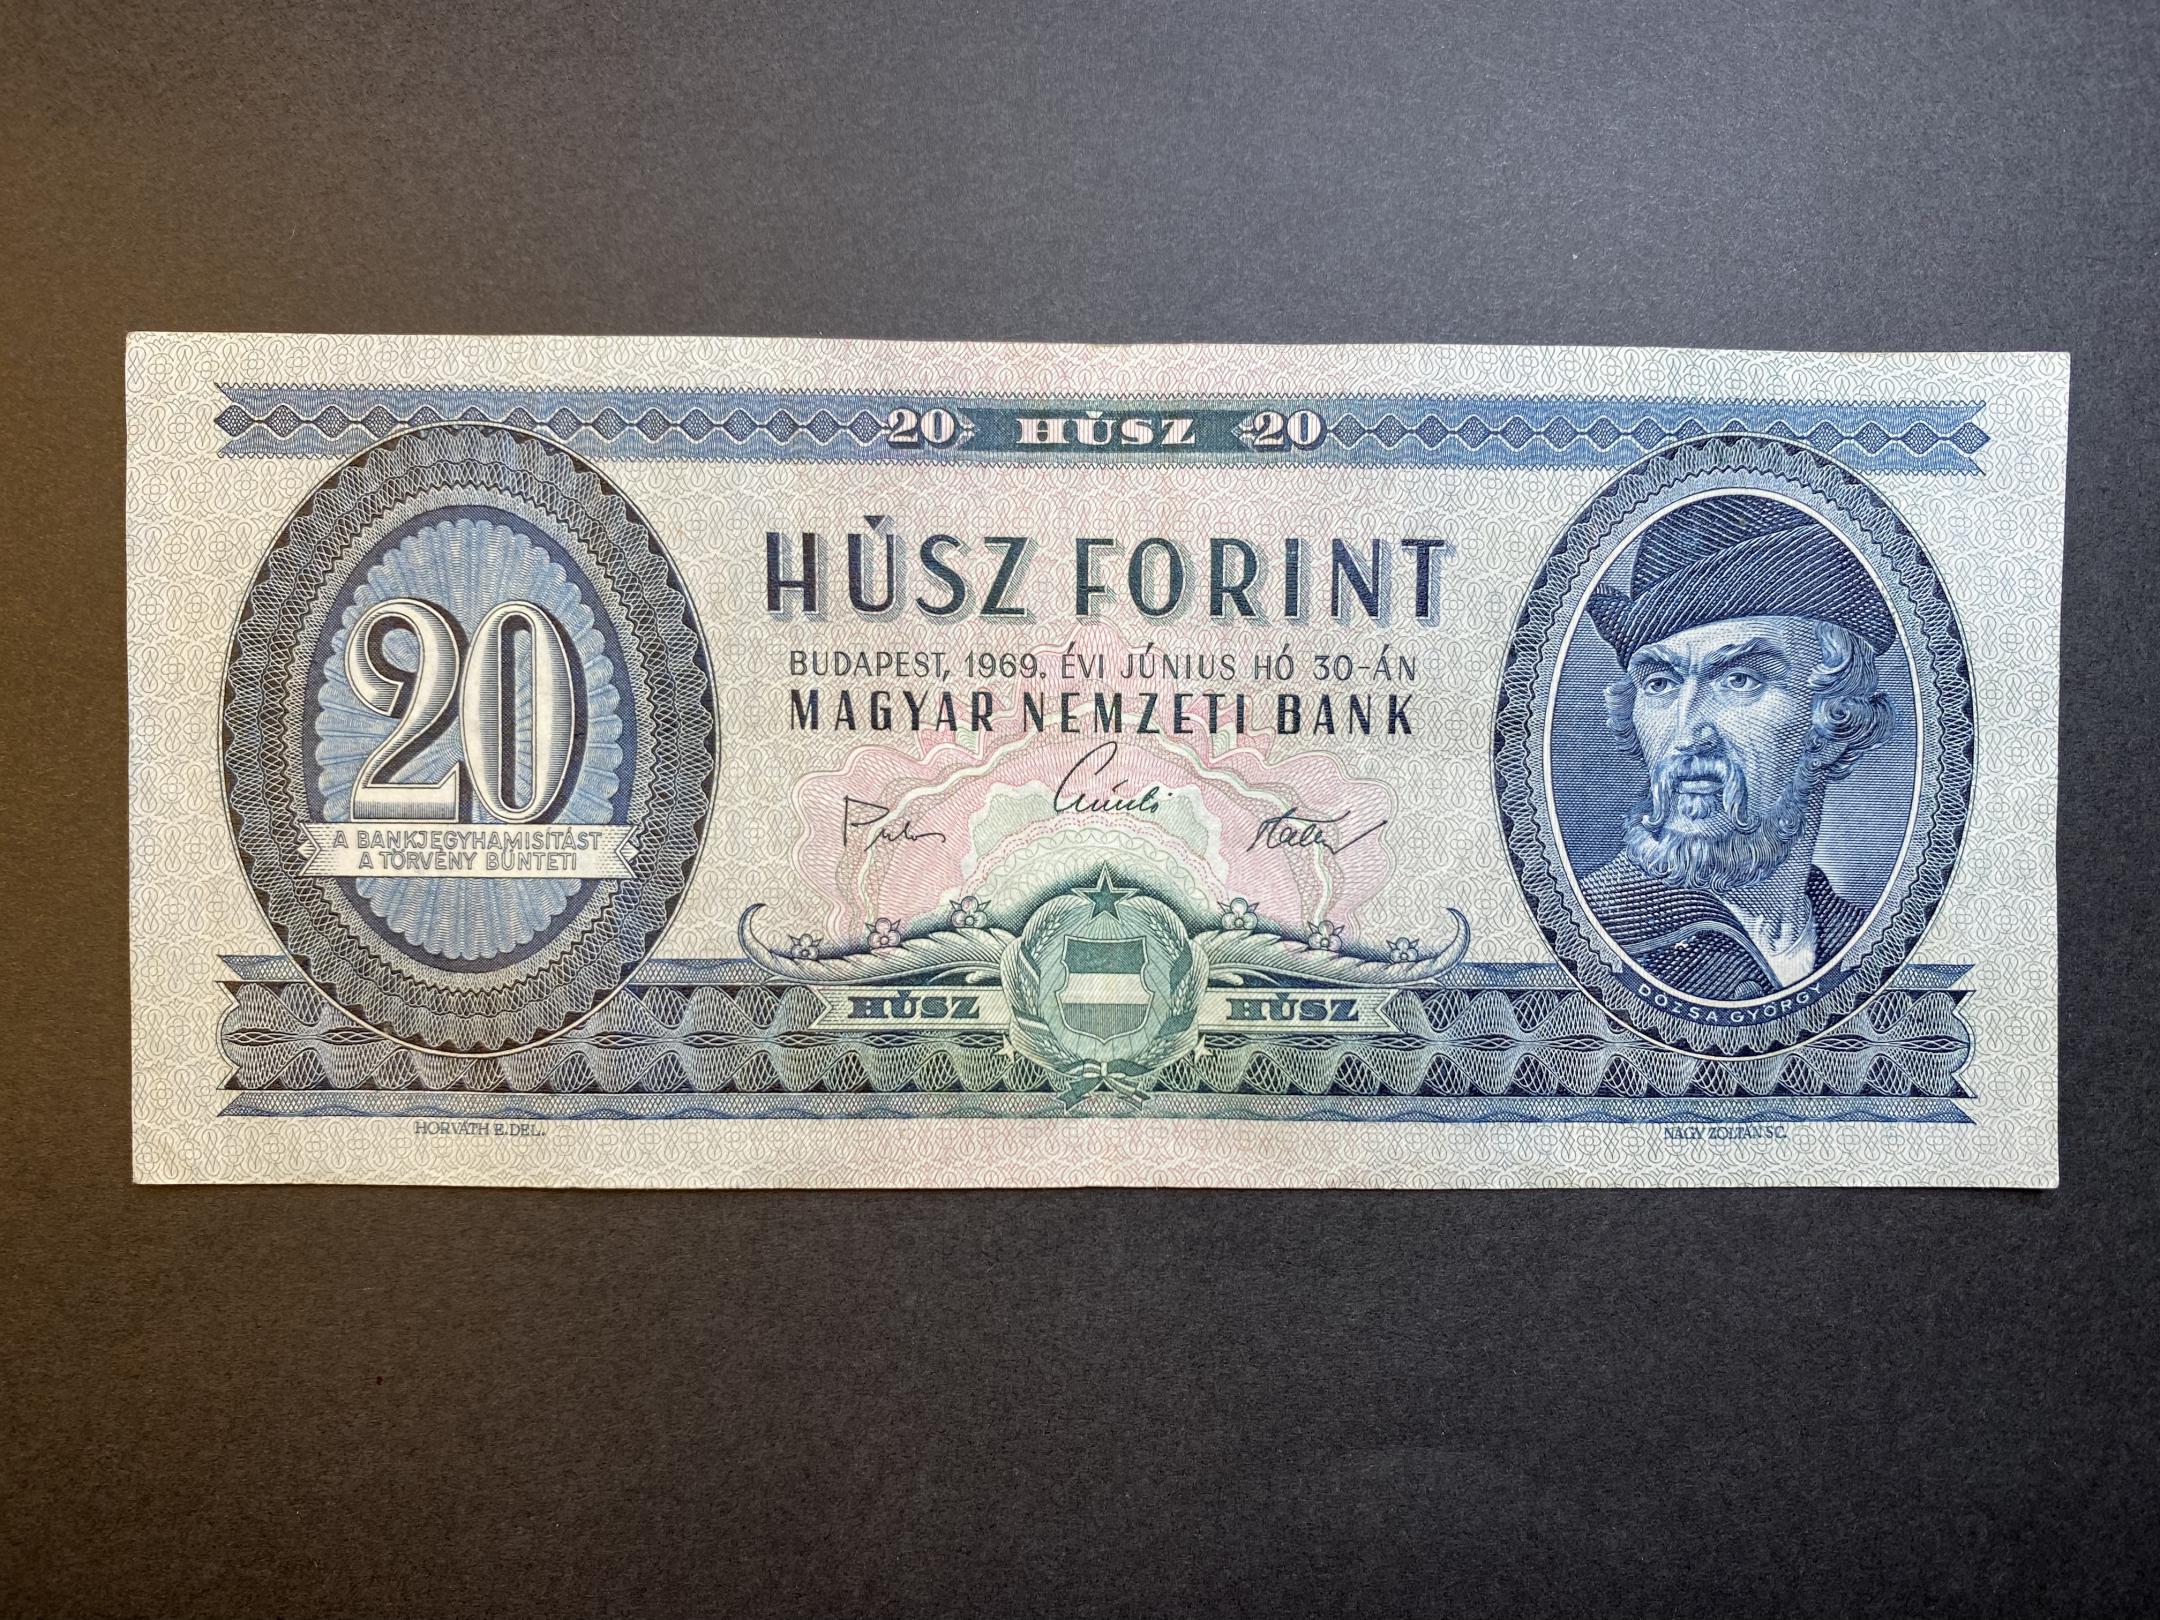 20 HÚSZ 20
HÚSZ FORINT
BUDAPEST, 1969. ÉVI JÚNIUS HÓ 30-ÁN
MAGYAR NEMZETI BANK
20
A BANKJEGYHAMISÍTÁST
A TÖRVÉNY BÜNTETI
HÚSZ HÚSZ
DÓZSA GYÖRGY
HORVÁTH E. DEL.
NAGY ZOLTÁN SC.